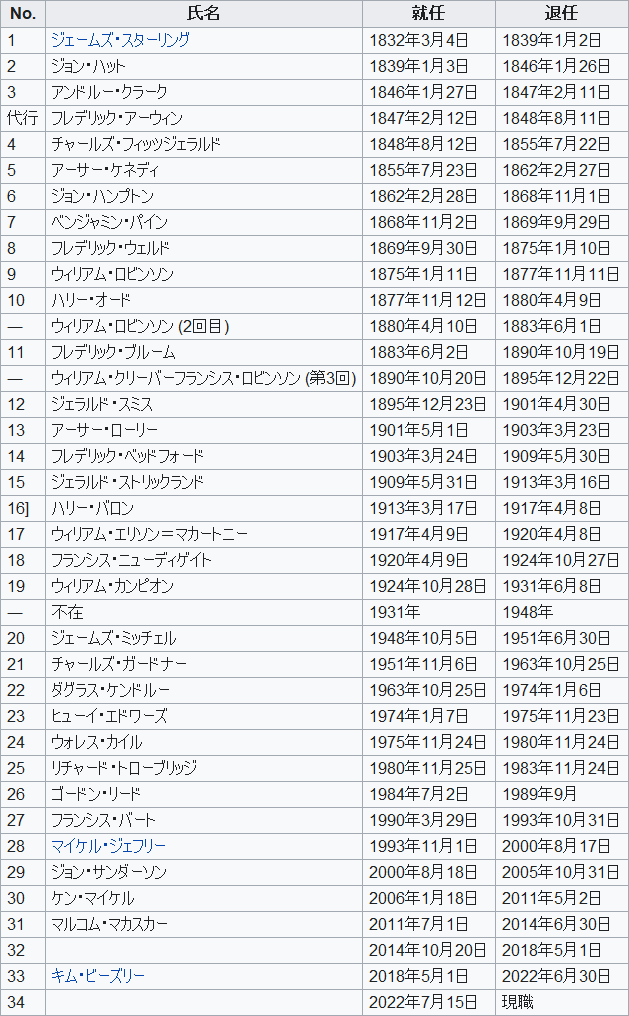 No. 氏名 就任 退任
1 ジェームズ・スターリング 1832年3月4日 1839年1月2日
2 ジョン・ハット 1839年1月3日 1846年1月26日
3 アンドルー・クラーク 1846年1月27日 1847年2月11日
代行 フレデリック・アーウィン 1847年2月12日 1848年8月11日
4 チャールズ・フィッツジェラルド 1848年8月12日 1855年7月22日
5 アーサー・ケネディ 1855年7月23日 1862年2月27日
6 ジョン・ハンプトン 1862年2月28日 1868年11月1日
7 ベンジャミン・パイン 1868年11月2日 1869年9月29日
8 フレデリック・ウェルド 1869年9月30日 1875年1月10日
9 ウィリアム・ロビンソン 1875年1月11日 1877年11月11日
10 ハリー・オード 1877年11月12日 1880年4月9日
— ウィリアム・ロビンソン (2回目) 1880年4月10日 1883年6月1日
11 フレデリック・ブルーム 1883年6月2日 1890年10月19日
— ウィリアム・クリーバーフランシス・ロビンソン (第3回) 1890年10月20日 1895年12月22日
12 ジェラルド・スミス 1895年12月23日 1901年4月30日
13 アーサー・ローリー 1901年5月1日 1903年3月23日
14 フレデリック・ベッドフォード 1903年3月24日 1909年5月30日
15 ジェラルド・ストリックランド 1909年5月31日 1913年3月16日
16] ハリー・バロン 1913年3月17日 1917年4月8日
17 ウィリアム・エリソン＝マカートニー 1917年4月9日 1920年4月8日
18 フランシス・ニューディゲイト 1920年4月9日 1924年10月27日
19 ウィリアム・カンピオン 1924年10月28日 1931年6月8日
— 不在 1931年 1948年
20 ジェームズ・ミッチェル 1948年10月5日 1951年6月30日
21 チャールズ・ガードナー 1951年11月6日 1963年10月25日
22 ダグラス・ケンドルー 1963年10月25日 1974年1月6日
23 ヒューイ・エドワーズ 1974年1月7日 1975年11月23日
24 ウォレス・カイル 1975年11月24日 1980年11月24日
25 リチャード・トローブリッジ 1980年11月25日 1983年11月24日
26 ゴードン・リード 1984年7月2日 1989年9月
27 フランシス・バート 1990年3月29日 1993年10月31日
28 マイケル・ジェフリー 1993年11月1日 2000年8月17日
29 ジョン・サンダーソン 2000年8月18日 2005年10月31日
30 ケン・マイケル 2006年1月18日 2011年5月2日
31 マルコム・マカスカー 2011年7月1日 2014年6月30日
32 2014年10月20日 2018年5月1日
33 キム・ビーズリー 2018年5月1日 2022年6月30日
34 2022年7月15日 現職